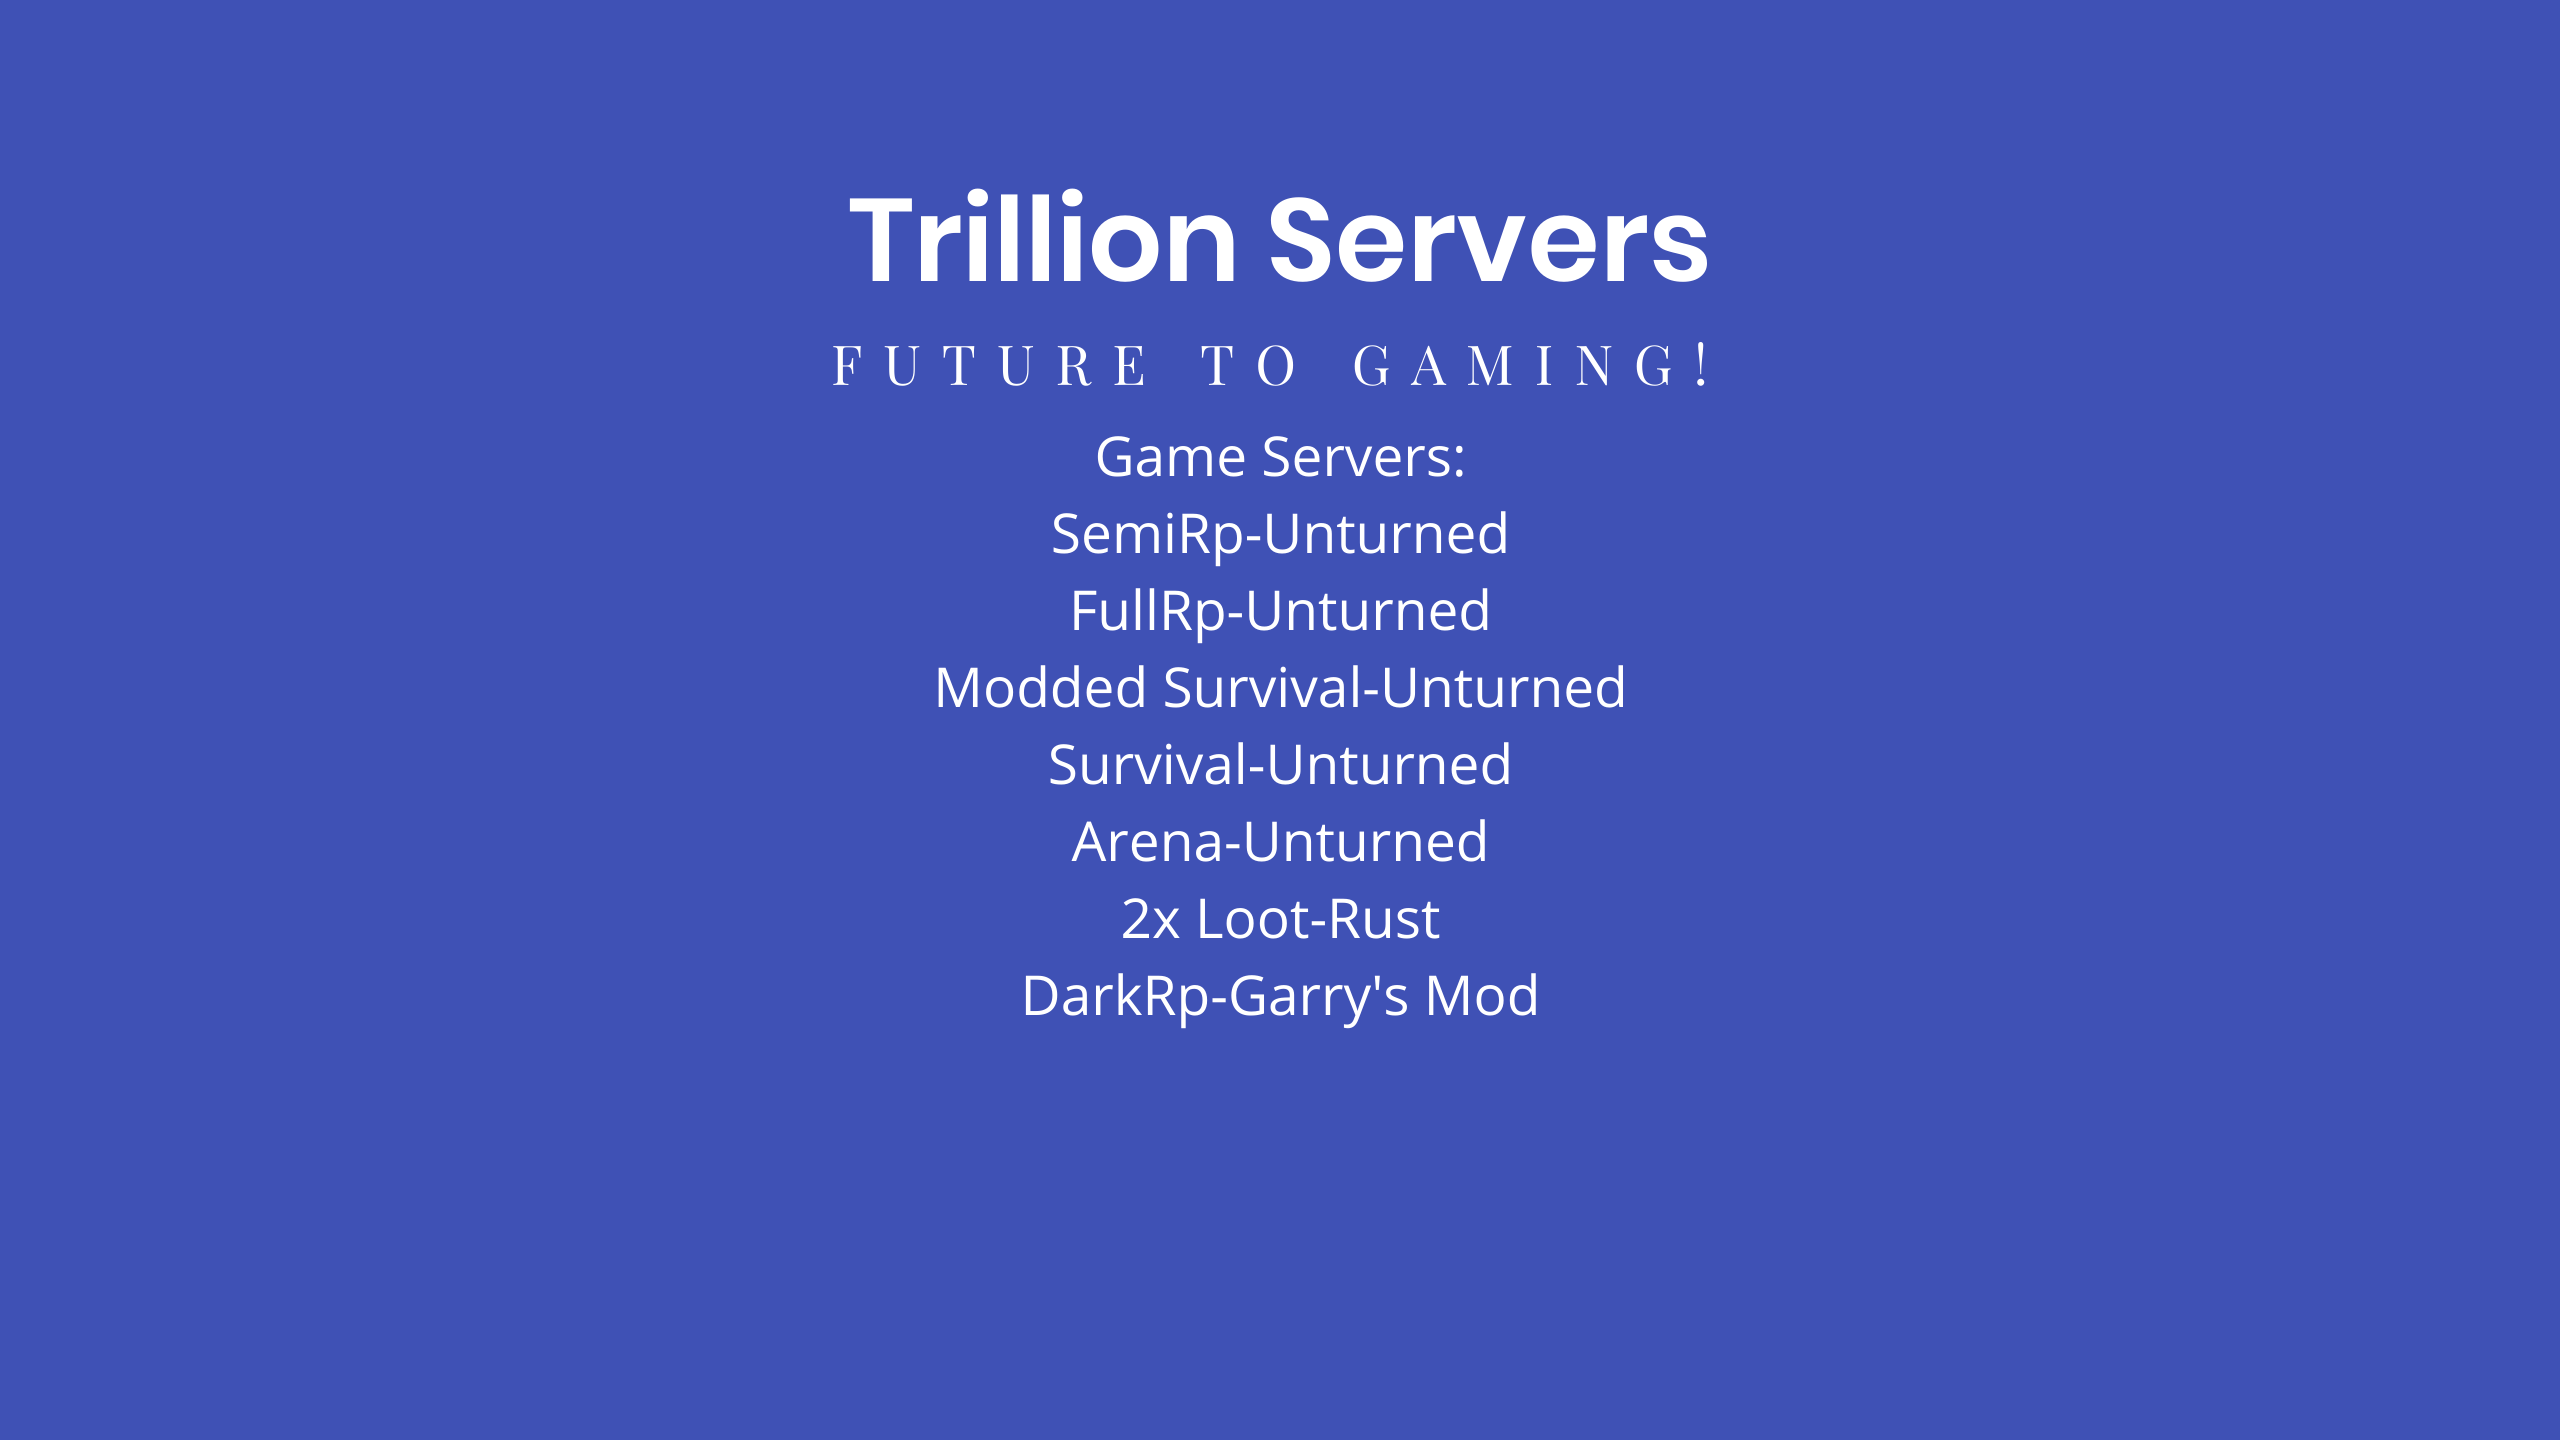 Trillion Servers
FUTURE TO GAMING!
Game Servers:
SemiRp-Unturned
FullRp-Unturned
Modded Survival-Unturned
Survival-Unturned
Arena-Unturned
2x Loot-Rust
DarkRp-Garry's Mod